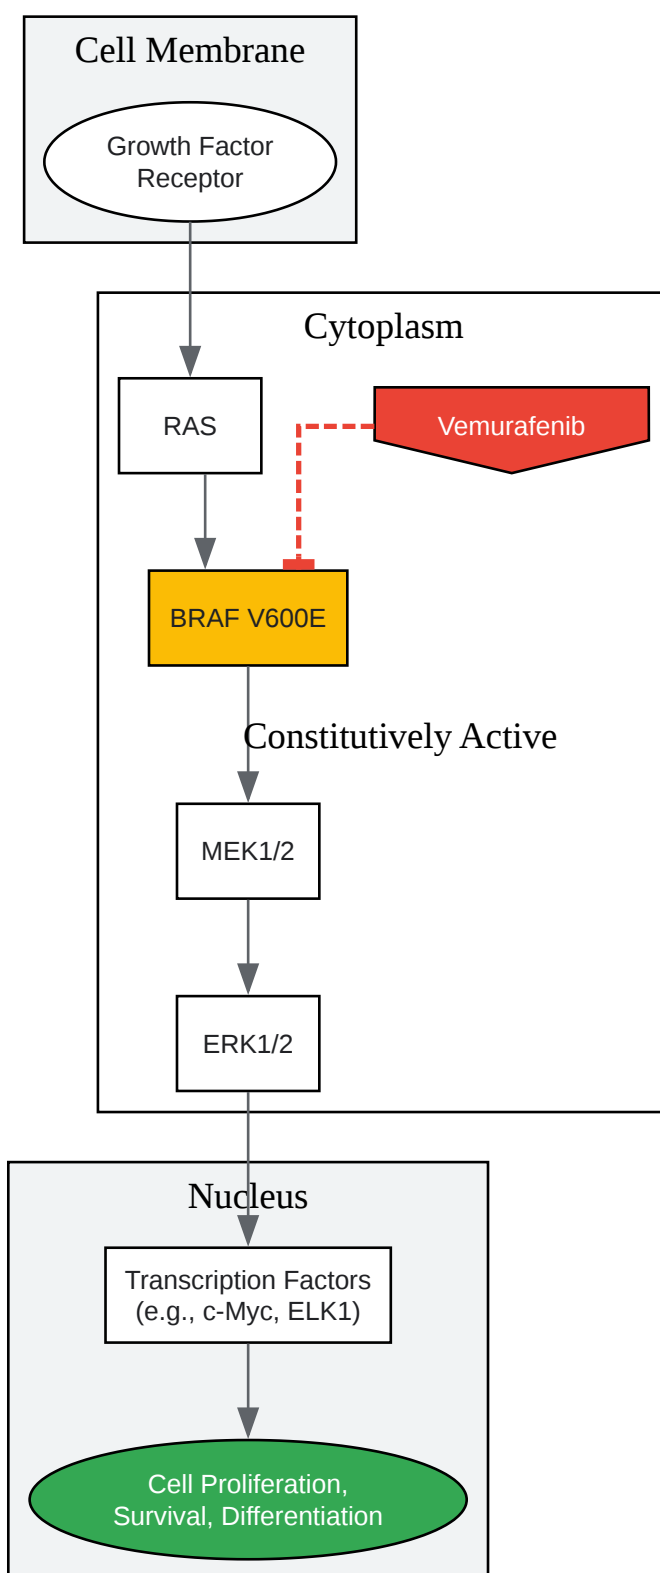 Cell Membrane
Growth Factor
Receptor
Cytoplasm
RAS
Vemurafenib
BRAF V600E
Constitutively Active
MEK1/2
ERK1/2
Nucleus
Transcription Factors
(e.g., c-Myc, ELK1)
Cell Proliferation,
Survival, Differentiation